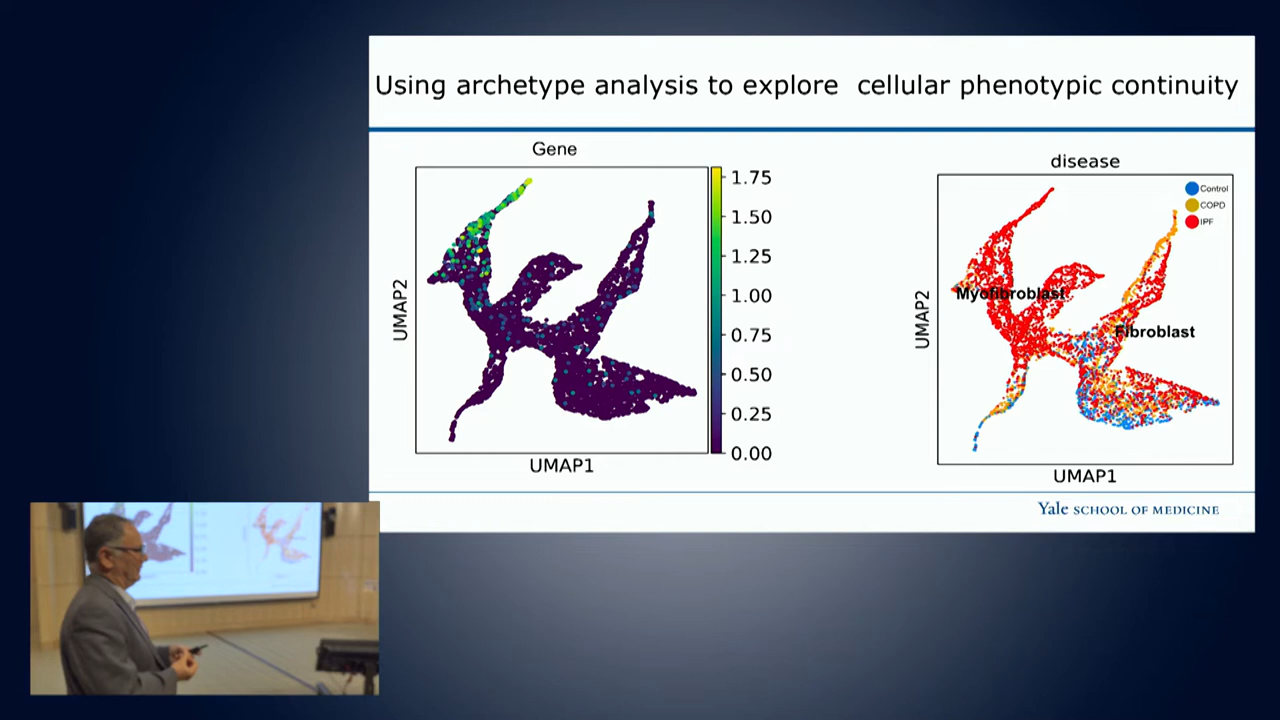 Using archetype analysis to explore cellular phenotypic continuity
Gene
UMAP2
UMAP1
1.75
1.50
1.25
1.00
0.75
0.50
0.25
0.00
disease
Control
COPD
IPF
Myofibroblast
Fibroblast
UMAP2
UMAP1
Yale SCHOOL OF MEDICINE